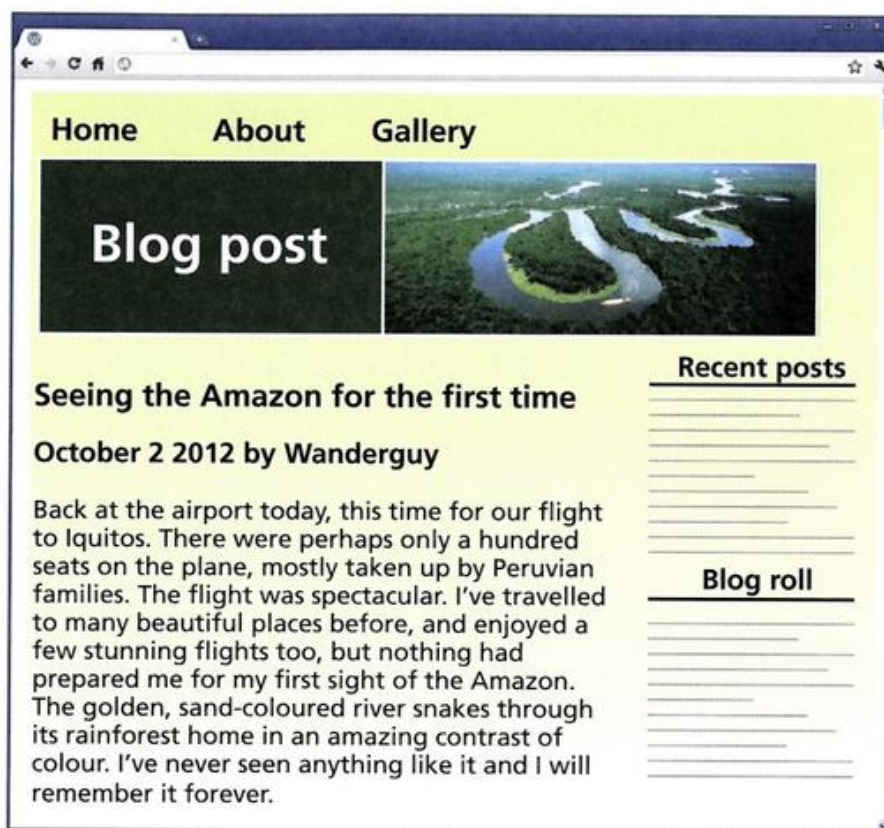 Home About Gallery
Blog post
Seeing the Amazon for the first time
October 2 2012 by Wanderguy
Back at the airport today, this time for our flight
to Iquitos. There were perhaps only a hundred
seats on the plane, mostly taken up by Peruvian
families. The flight was spectacular. I've travelled
to many beautiful places before, and enjoyed a
few stunning flights too, but nothing had
prepared me for my first sight of the Amazon.
The golden, sand-coloured river snakes through
its rainforest home in an amazing contrast of
colour. I've never seen anything like it and I will
remember it forever.
Recent posts
Blog roll